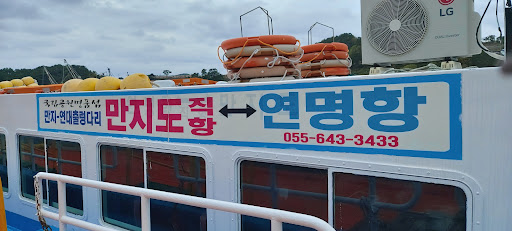 LG
국립공원명품섬
만지-연대출렁다리
만지도 직항 ↔ 연명항
055-643-3433